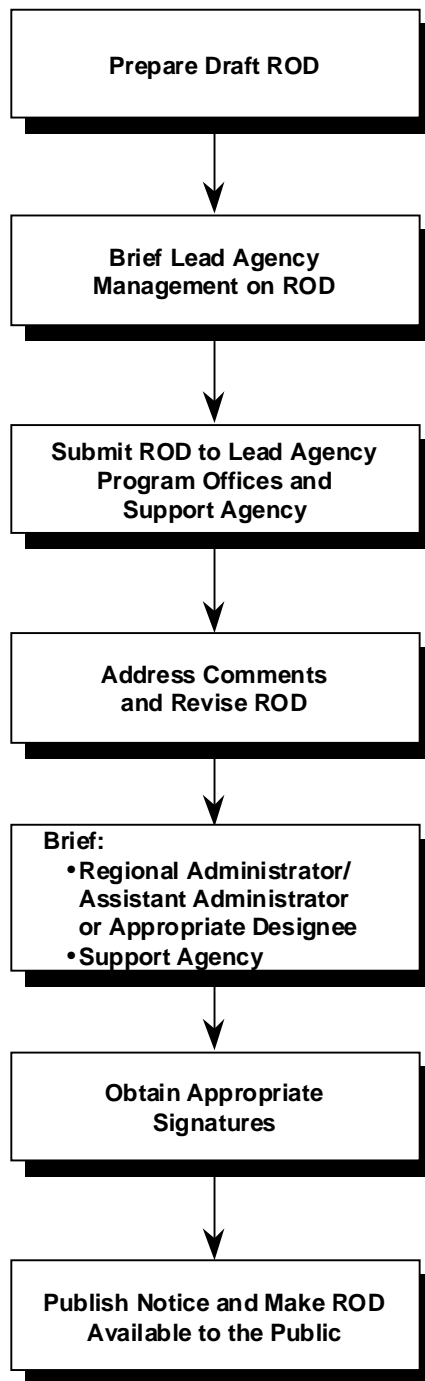 Prepare Draft ROD
Brief Lead Agency
Management on ROD
Submit ROD to Lead Agency
Program Offices and
Support Agency
Address Comments
and Revise ROD
Brief:
•Regional Administrator/
Assistant Administrator
or Appropriate Designee
•Support Agency
Obtain Appropriate
Signatures
Publish Notice and Make ROD
Available to the Public